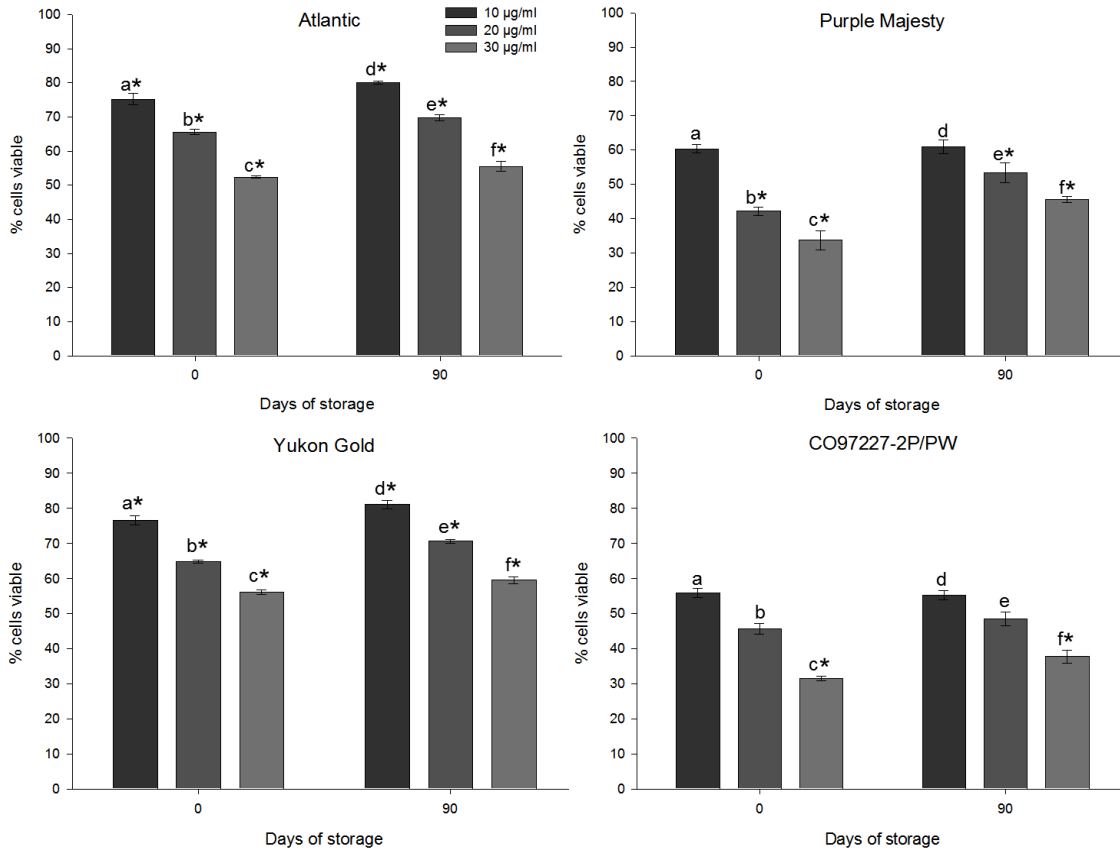 Atlantic
10 µg/ml
20 µg/ml
30 µg/ml
% cells viable
100
90
80
70
60
50
40
30
20
10
0
a*
b*
c*
d*
e*
f*
0
90
Days of storage
Purple Majesty
% cells viable
100
90
80
70
60
50
40
30
20
10
0
a
b*
c*
d
e*
f*
0
90
Days of storage
Yukon Gold
% cells viable
100
90
80
70
60
50
40
30
20
10
0
a*
b*
c*
d*
e*
f*
0
90
Days of storage
CO97227-2P/PW
% cells viable
100
90
80
70
60
50
40
30
20
10
0
a
b
c*
d
e
f*
0
90
Days of storage